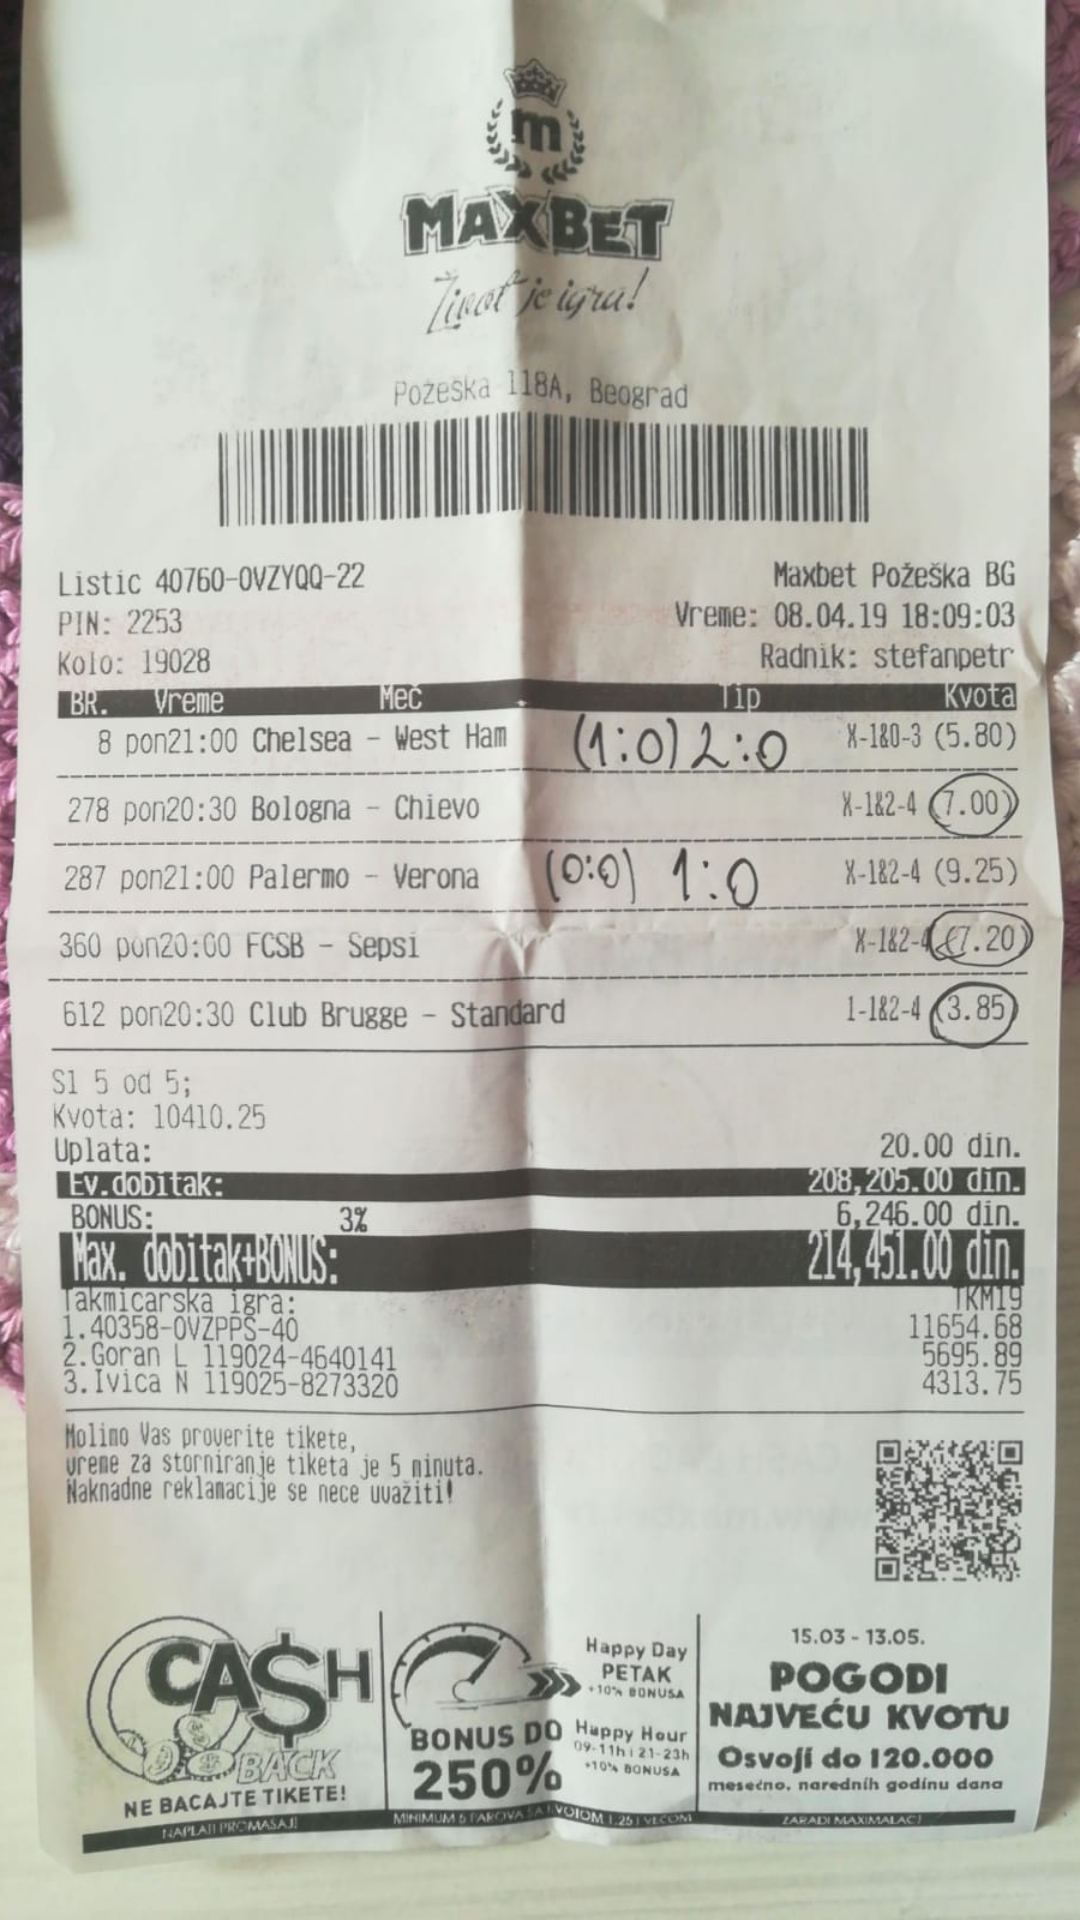 m
MAXBET
Život je igra!
Požeška 118A, Beograd
Listic 40760-OVZYQQ-22 Maxbet Požeška BG
PIN: 2253 Vreme: 08.04.19 18:09:03
Kolo: 19028 Radnik: stefanpetr
BR. Vreme Meč Tip Kvota
8 pon21:00 Chelsea - West Ham (1:0) 2:0 X-1&0-3 (5.80)
278 pon20:30 Bologna - Chievo X-1&2-4 (7.00)
287 pon21:00 Palermo - Verona (0:0) 1:0 X-1&2-4 (9.25)
360 pon20:00 FCSB - Sepsi X-1&2-4 (7.20)
612 pon20:30 Club Brugge - Standard 1-1&2-4 (3.85)
Sl 5 od 5;
Kvota: 10410.25
Uplata: 20.00 din.
Ev.dobitak: 208,205.00 din.
BONUS: 3% 6,246.00 din.
Max. dobitak+BONUS: 214,451.00 din.
Takmicarska igra: TKM19
1.40358-OVZPPS-40 11654.68
2.Goran L 119024-4640141 5695.89
3.Ivica N 119025-8273320 4313.75
Molimo Vas proverite tikete,
vreme za storniranje tiketa je 5 minuta.
Naknadne reklamacije se nece uvažiti!
CA$H
BACK
NE BACAJTE TIKETE!
NAPLATI PROMAŠAJ!
Happy Day
PETAK
+10% BONUSA
BONUS DO
250%
Happy Hour
09-11h i 21-23h
+10% BONUSA
MINIMUM 5 PAROVA SA KVOTOM 1.25 I VEĆOM
15.03 - 13.05.
POGODI
NAJVEĆU KVOTU
Osvoji do 120.000
mesečno, narednih godinu dana
ZARADI MAXIMALAC!